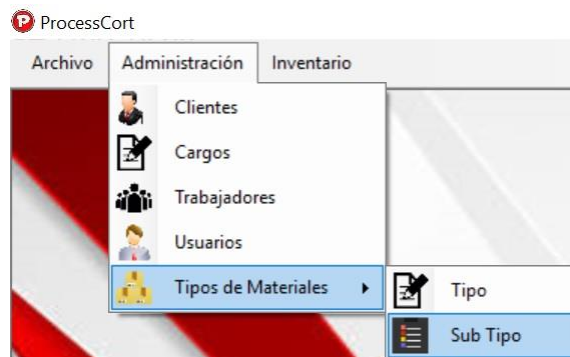 ProcessCort
Archivo Administración Inventario
Clientes
Cargos
Trabajadores
Usuarios
Tipos de Materiales
Tipo
Sub Tipo